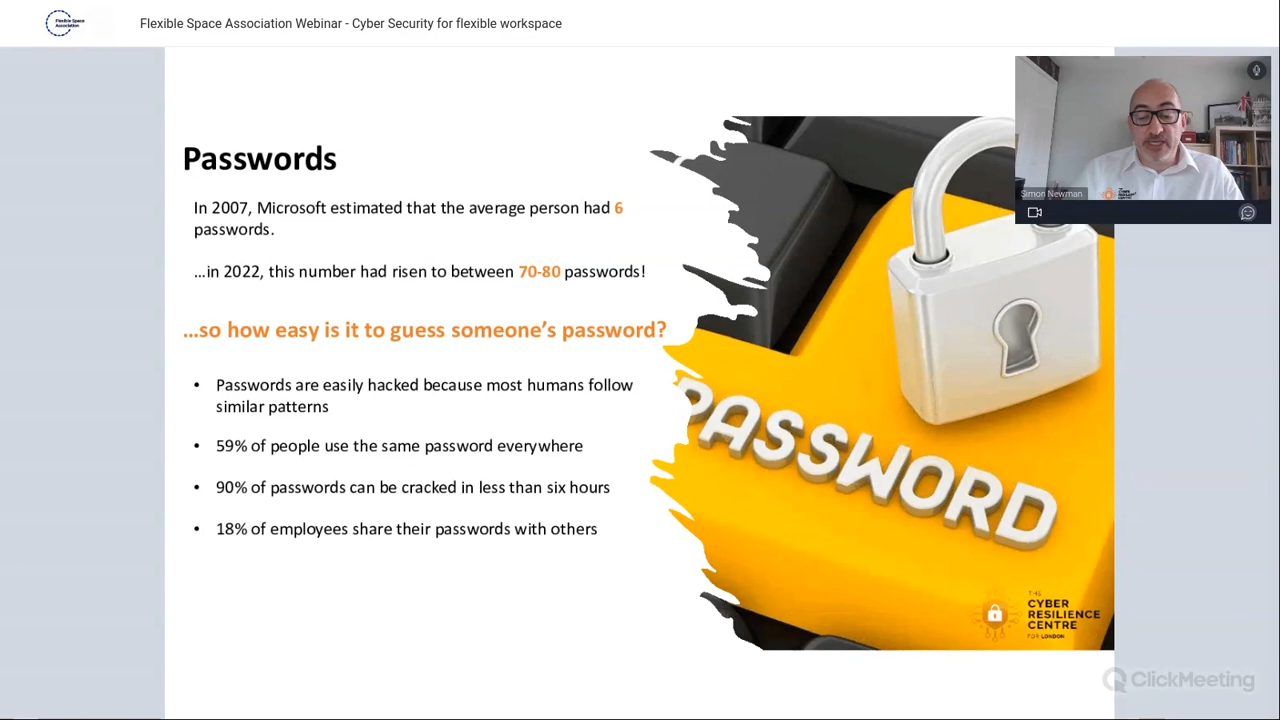 Flexible Space
Association
Flexible Space Association Webinar - Cyber Security for flexible workspace
Simon Newman
Passwords
In 2007, Microsoft estimated that the average person had 6
passwords.
...in 2022, this number had risen to between 70-80 passwords!
...so how easy is it to guess someone's password?
• Passwords are easily hacked because most humans follow
similar patterns
• 59% of people use the same password everywhere
• 90% of passwords can be cracked in less than six hours
• 18% of employees share their passwords with others
PASSWORD
THE
CYBER
RESILIENCE
CENTRE
FOR LONDON
ClickMeeting